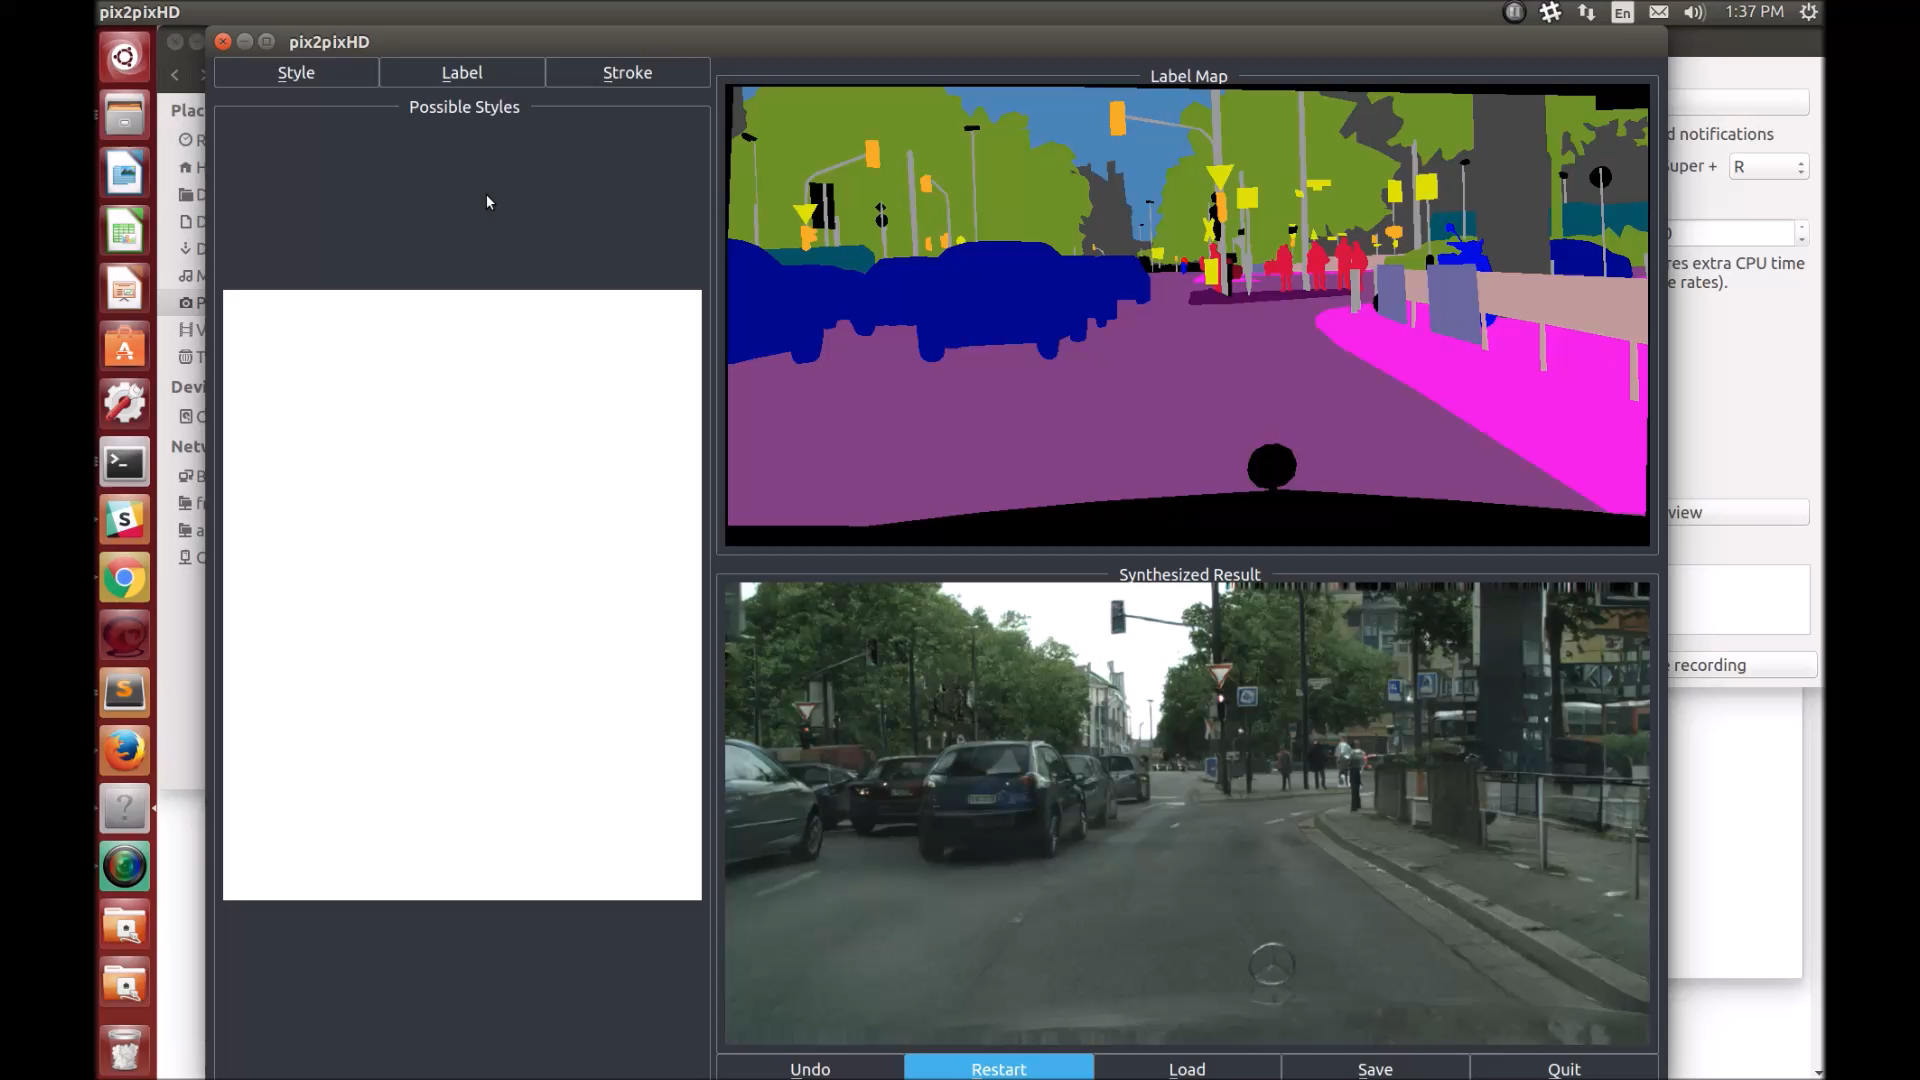 pix2pixHD
En
1:37 PM
pix2pixHD
Style
Label
Stroke
Possible Styles
Label Map
Plac
Devi
Netw
d notifications
uper +
R
res extra CPU time
e rates).
view
e recording
Synthesized Result
Undo
Restart
Load
Save
Quit